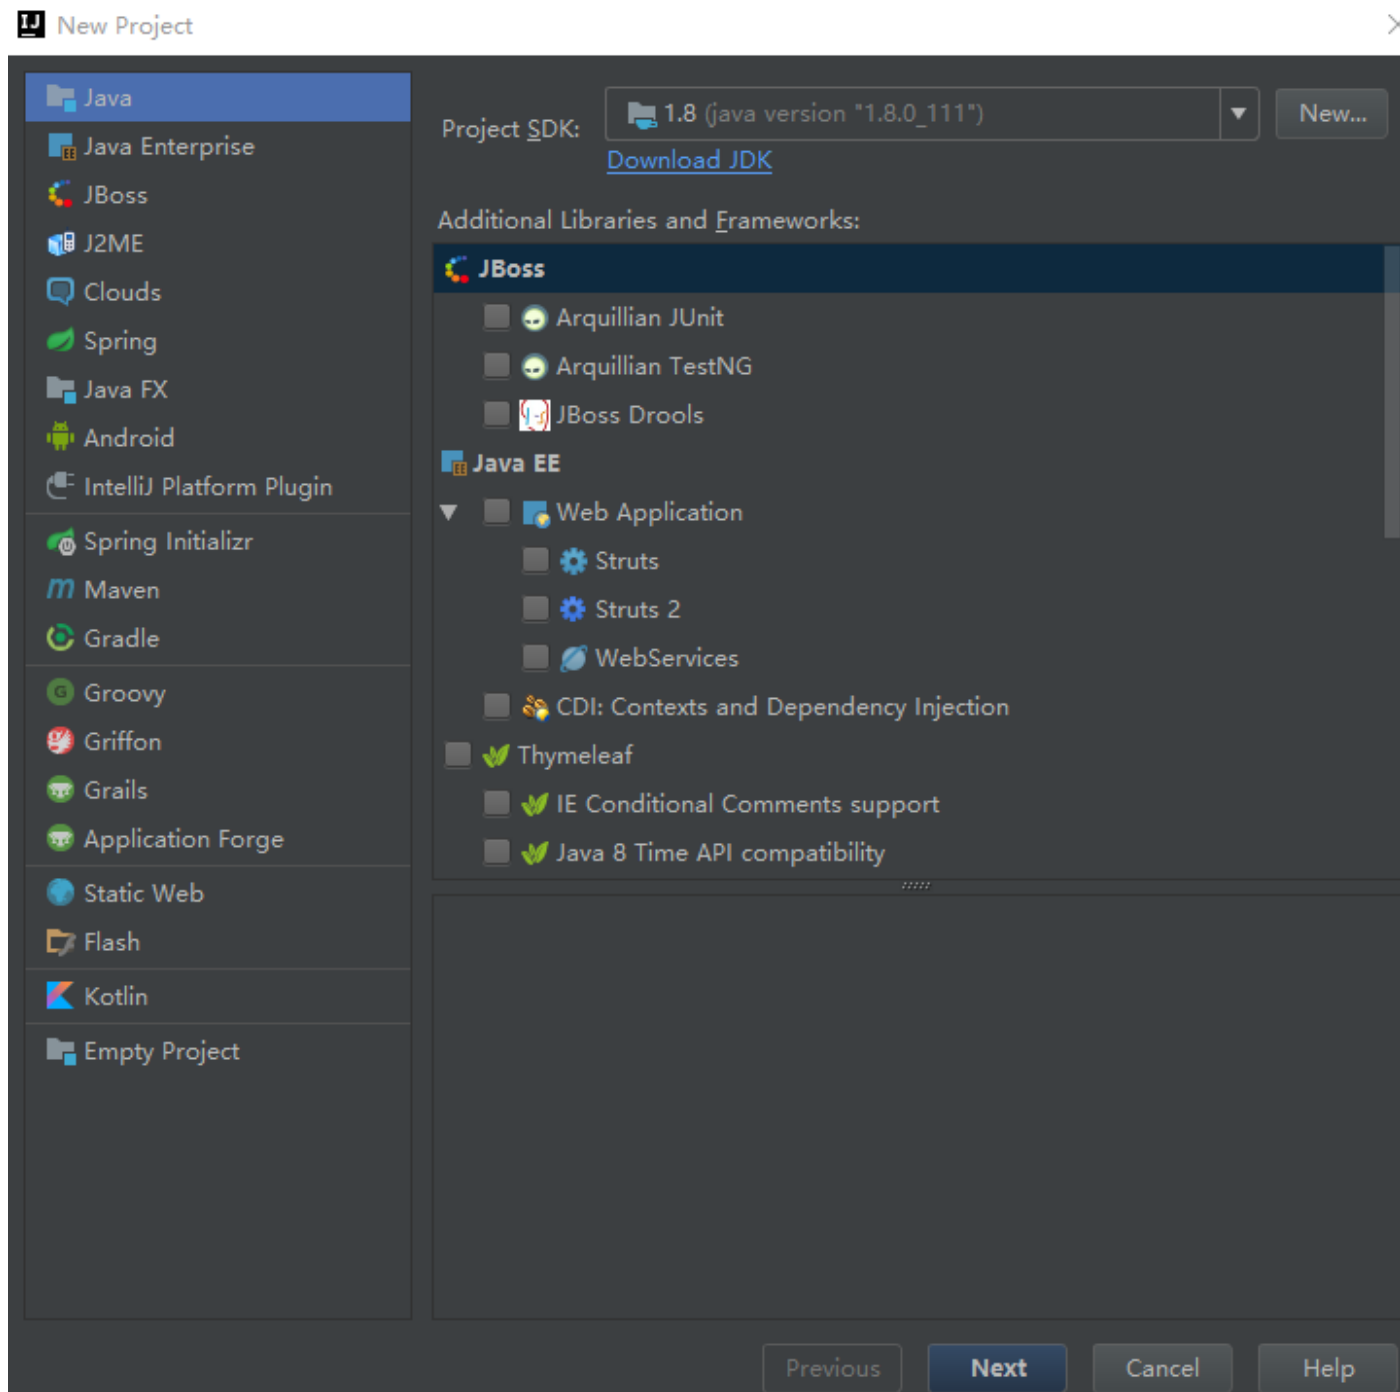 New Project
Java
Java Enterprise
JBoss
J2ME
Clouds
Spring
Java FX
Android
IntelliJ Platform Plugin
Spring Initializr
Maven
Gradle
Groovy
Griffon
Grails
Application Forge
Static Web
Flash
Kotlin
Empty Project
Project SDK: 1.8 (java version "1.8.0_111") New...
Download JDK
Additional Libraries and Frameworks:
JBoss
Arquillian JUnit
Arquillian TestNG
JBoss Drools
Java EE
Web Application
Struts
Struts 2
WebServices
CDI: Contexts and Dependency Injection
Thymeleaf
IE Conditional Comments support
Java 8 Time API compatibility
Previous Next Cancel Help